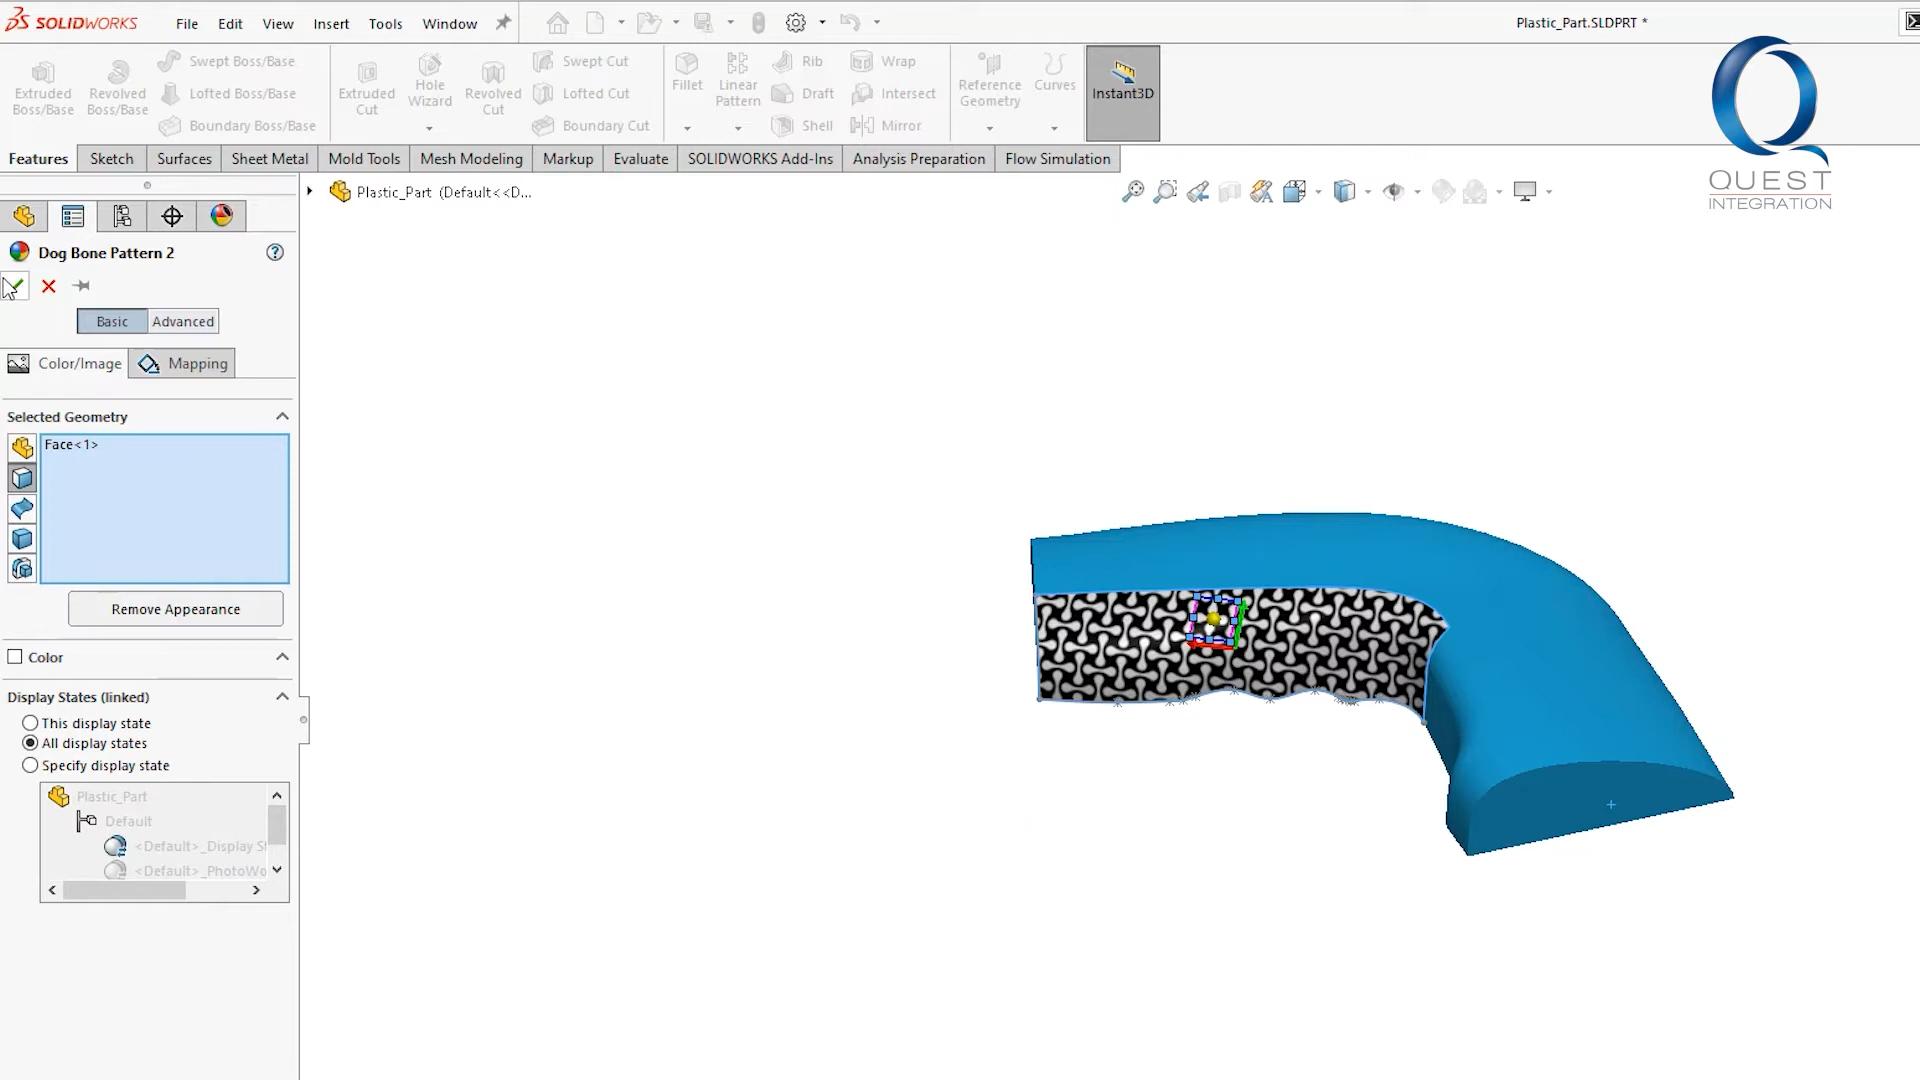 SOLIDWORKS File Edit View Insert Tools Window
Plastic_Part.SLDPRT *
Extruded Boss/Base
Revolved Boss/Base
Swept Boss/Base
Lofted Boss/Base
Boundary Boss/Base
Extruded Cut
Hole Wizard
Revolved Cut
Swept Cut
Lofted Cut
Boundary Cut
Fillet
Linear Pattern
Rib
Draft
Shell
Wrap
Intersect
Mirror
Reference Geometry
Curves
Instant3D
QUEST
INTEGRATION
Features Sketch Surfaces Sheet Metal Mold Tools Mesh Modeling Markup Evaluate SOLIDWORKS Add-Ins Analysis Preparation Flow Simulation
Plastic_Part (Default<<D...
Dog Bone Pattern 2
Basic Advanced
Color/Image Mapping
Selected Geometry
Face<1>
Remove Appearance
Color
Display States (linked)
This display state
All display states
Specify display state
Plastic_Part
Default
<Default>_Display S
<Default>_PhotoWo